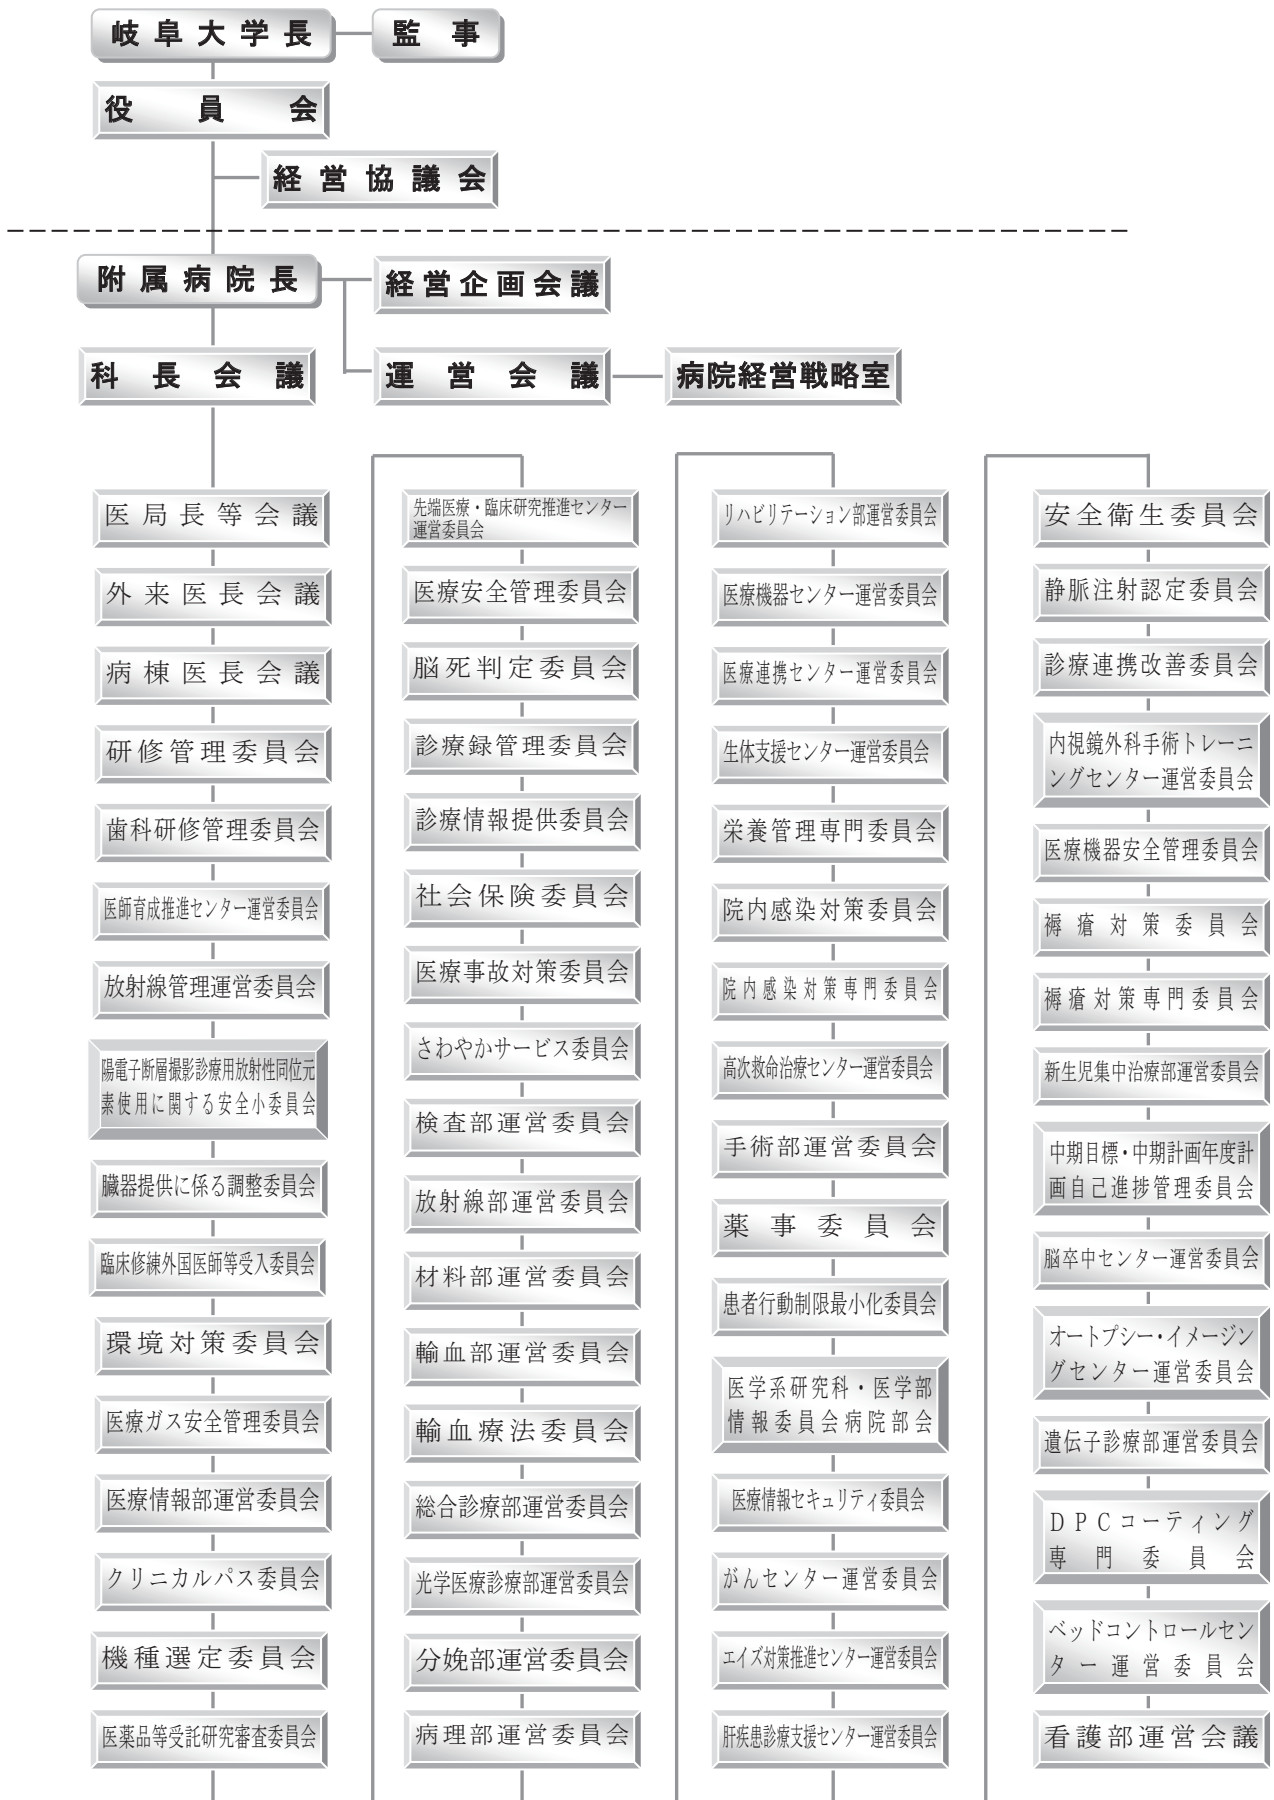 岐阜大学長
監事
役員会
経営協議会
附属病院長
経営企画会議
科長会議
運営会議
病院経営戦略室
医局長等会議
外来医長会議
病棟医長会議
研修管理委員会
歯科研修管理委員会
医師育成推進センター運営委員会
放射線管理運営委員会
陽電子断層撮影診療用放射性同位元
素使用に関する安全小委員会
臓器提供に係る調整委員会
臨床修練外国医師等受入委員会
環境対策委員会
医療ガス安全管理委員会
医療情報部運営委員会
クリニカルパス委員会
機種選定委員会
医薬品等受託研究審査委員会
先端医療・臨床研究推進センター
運営委員会
医療安全管理委員会
脳死判定委員会
診療録管理委員会
診療情報提供委員会
社会保険委員会
医療事故対策委員会
さわやかサービス委員会
検査部運営委員会
放射線部運営委員会
材料部運営委員会
輸血部運営委員会
輸血療法委員会
総合診療部運営委員会
光学医療診療部運営委員会
分娩部運営委員会
病理部運営委員会
リハビリテーション部運営委員会
医療機器センター運営委員会
医療連携センター運営委員会
生体支援センター運営委員会
栄養管理専門委員会
院内感染対策委員会
院内感染対策専門委員会
高次救命治療センター運営委員会
手術部運営委員会
薬事委員会
患者行動制限最小化委員会
医学系研究科・医学部
情報委員会病院部会
医療情報セキュリティ委員会
がんセンター運営委員会
エイズ対策推進センター運営委員会
肝疾患診療支援センター運営委員会
安全衛生委員会
静脈注射認定委員会
診療連携改善委員会
内視鏡外科手術トレーニ
ングセンター運営委員会
医療機器安全管理委員会
褥瘡対策委員会
褥瘡対策専門委員会
新生児集中治療部運営委員会
中期目標・中期計画年度計
画自己進捗管理委員会
脳卒中センター運営委員会
オートプシー・イメージン
グセンター運営委員会
遺伝子診療部運営委員会
DPCコーティング
専門委員会
ベッドコントロールセン
ター運営委員会
看護部運営会議